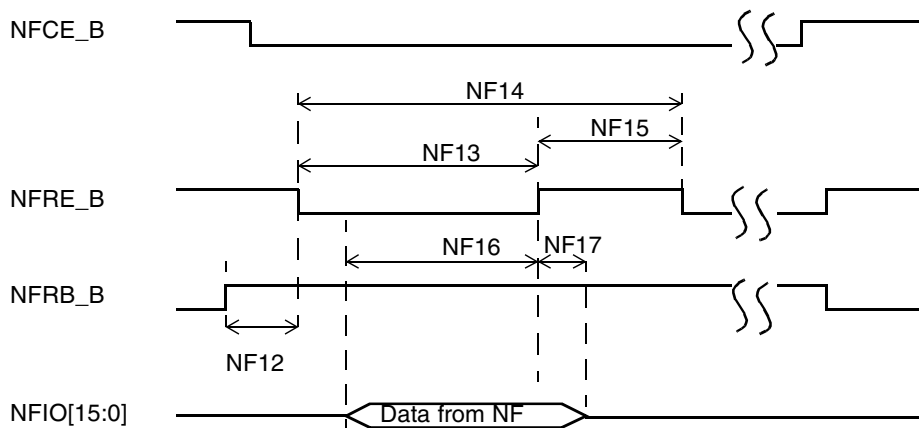 NFCE_B
NF14
NF15
NF13
NFRE_B
NF16
NF17
NFRB_B
NF12
NFIO[15:0]
Data from NF